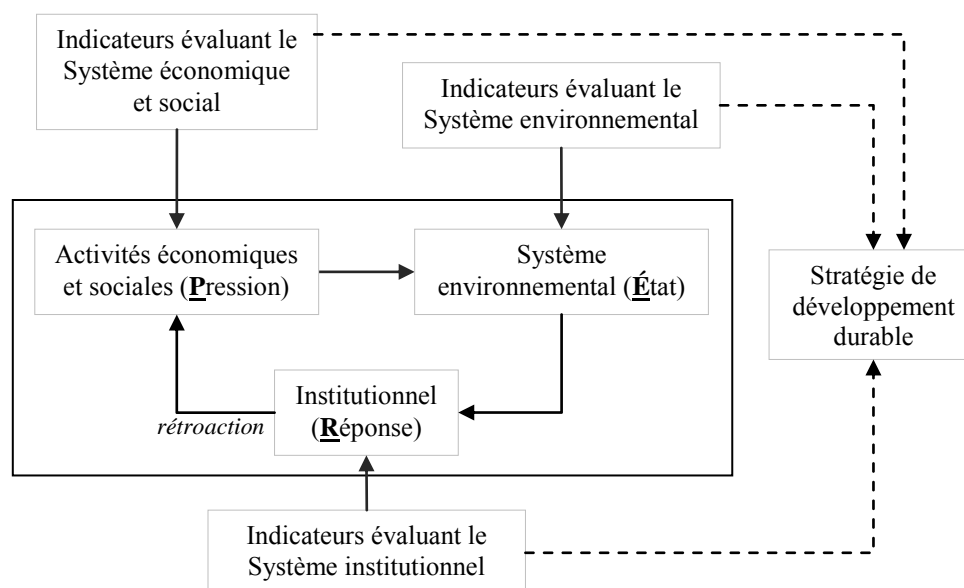 Indicateurs évaluant le
Système économique
et social
Indicateurs évaluant le
Système environnemental
Activités économiques
et sociales (Pression)
Système
environnemental (État)
Stratégie de
développement
durable
Institutionnel
(Réponse)
rétroaction
Indicateurs évaluant le
Système institutionnel